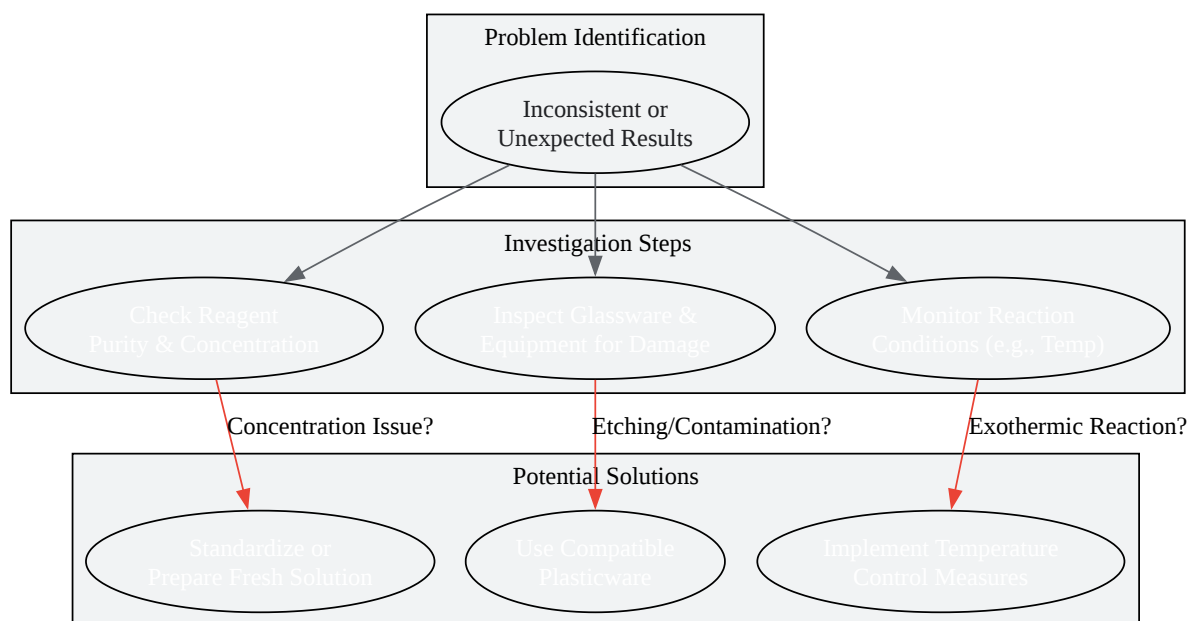 Problem Identification
Inconsistent or
Unexpected Results
Investigation Steps
Check Reagent
Purity & Concentration
Inspect Glassware &
Equipment for Damage
Monitor Reaction
Conditions (e.g., Temp)
Concentration Issue?
Etching/Contamination?
Exothermic Reaction?
Potential Solutions
Standardize or
Prepare Fresh Solution
Use Compatible
Plasticware
Implement Temperature
Control Measures